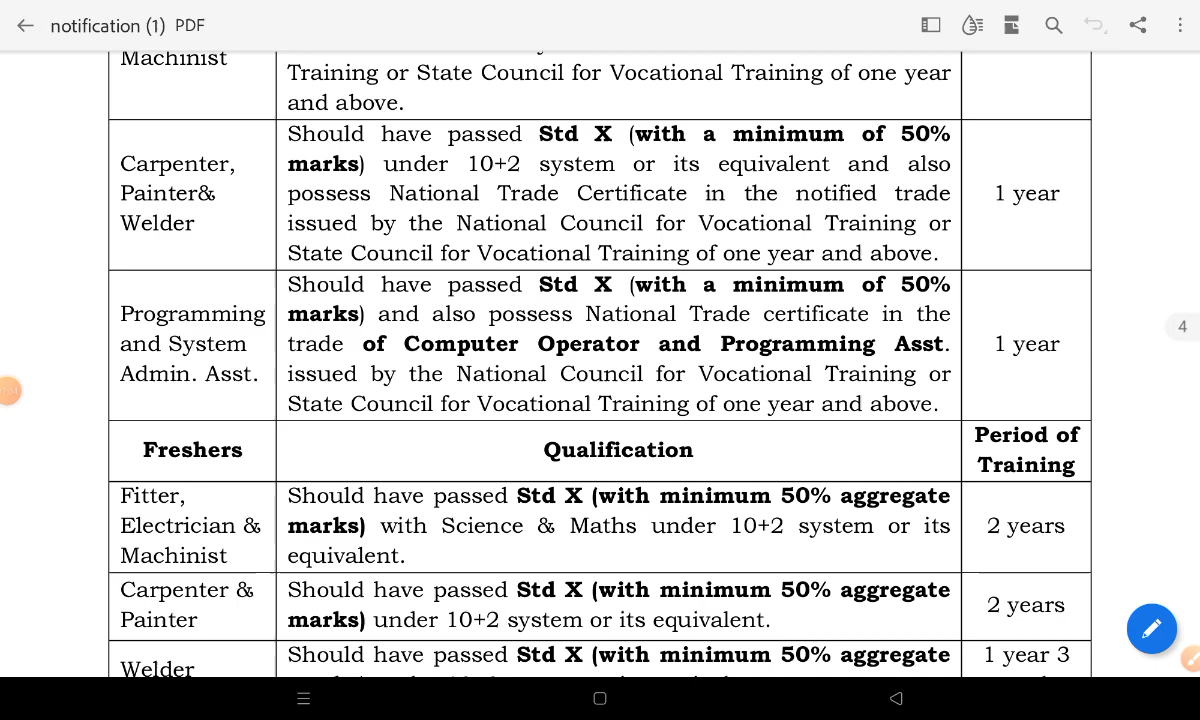 notification (1) PDF
Machinist
Training or State Council for Vocational Training of one year
and above.
Carpenter,
Painter&
Welder
Should have passed Std X (with a minimum of 50%
marks) under 10+2 system or its equivalent and also
possess National Trade Certificate in the notified trade
issued by the National Council for Vocational Training or
State Council for Vocational Training of one year and above.
1 year
Programming
and System
Admin. Asst.
Should have passed Std X (with a minimum of 50%
marks) and also possess National Trade certificate in the
trade of Computer Operator and Programming Asst.
issued by the National Council for Vocational Training or
State Council for Vocational Training of one year and above.
1 year
4
Freshers
Qualification
Period of
Training
Fitter,
Electrician &
Machinist
Should have passed Std X (with minimum 50% aggregate
marks) with Science & Maths under 10+2 system or its
equivalent.
2 years
Carpenter &
Painter
Should have passed Std X (with minimum 50% aggregate
marks) under 10+2 system or its equivalent.
2 years
Welder
Should have passed Std X (with minimum 50% aggregate
1 year 3